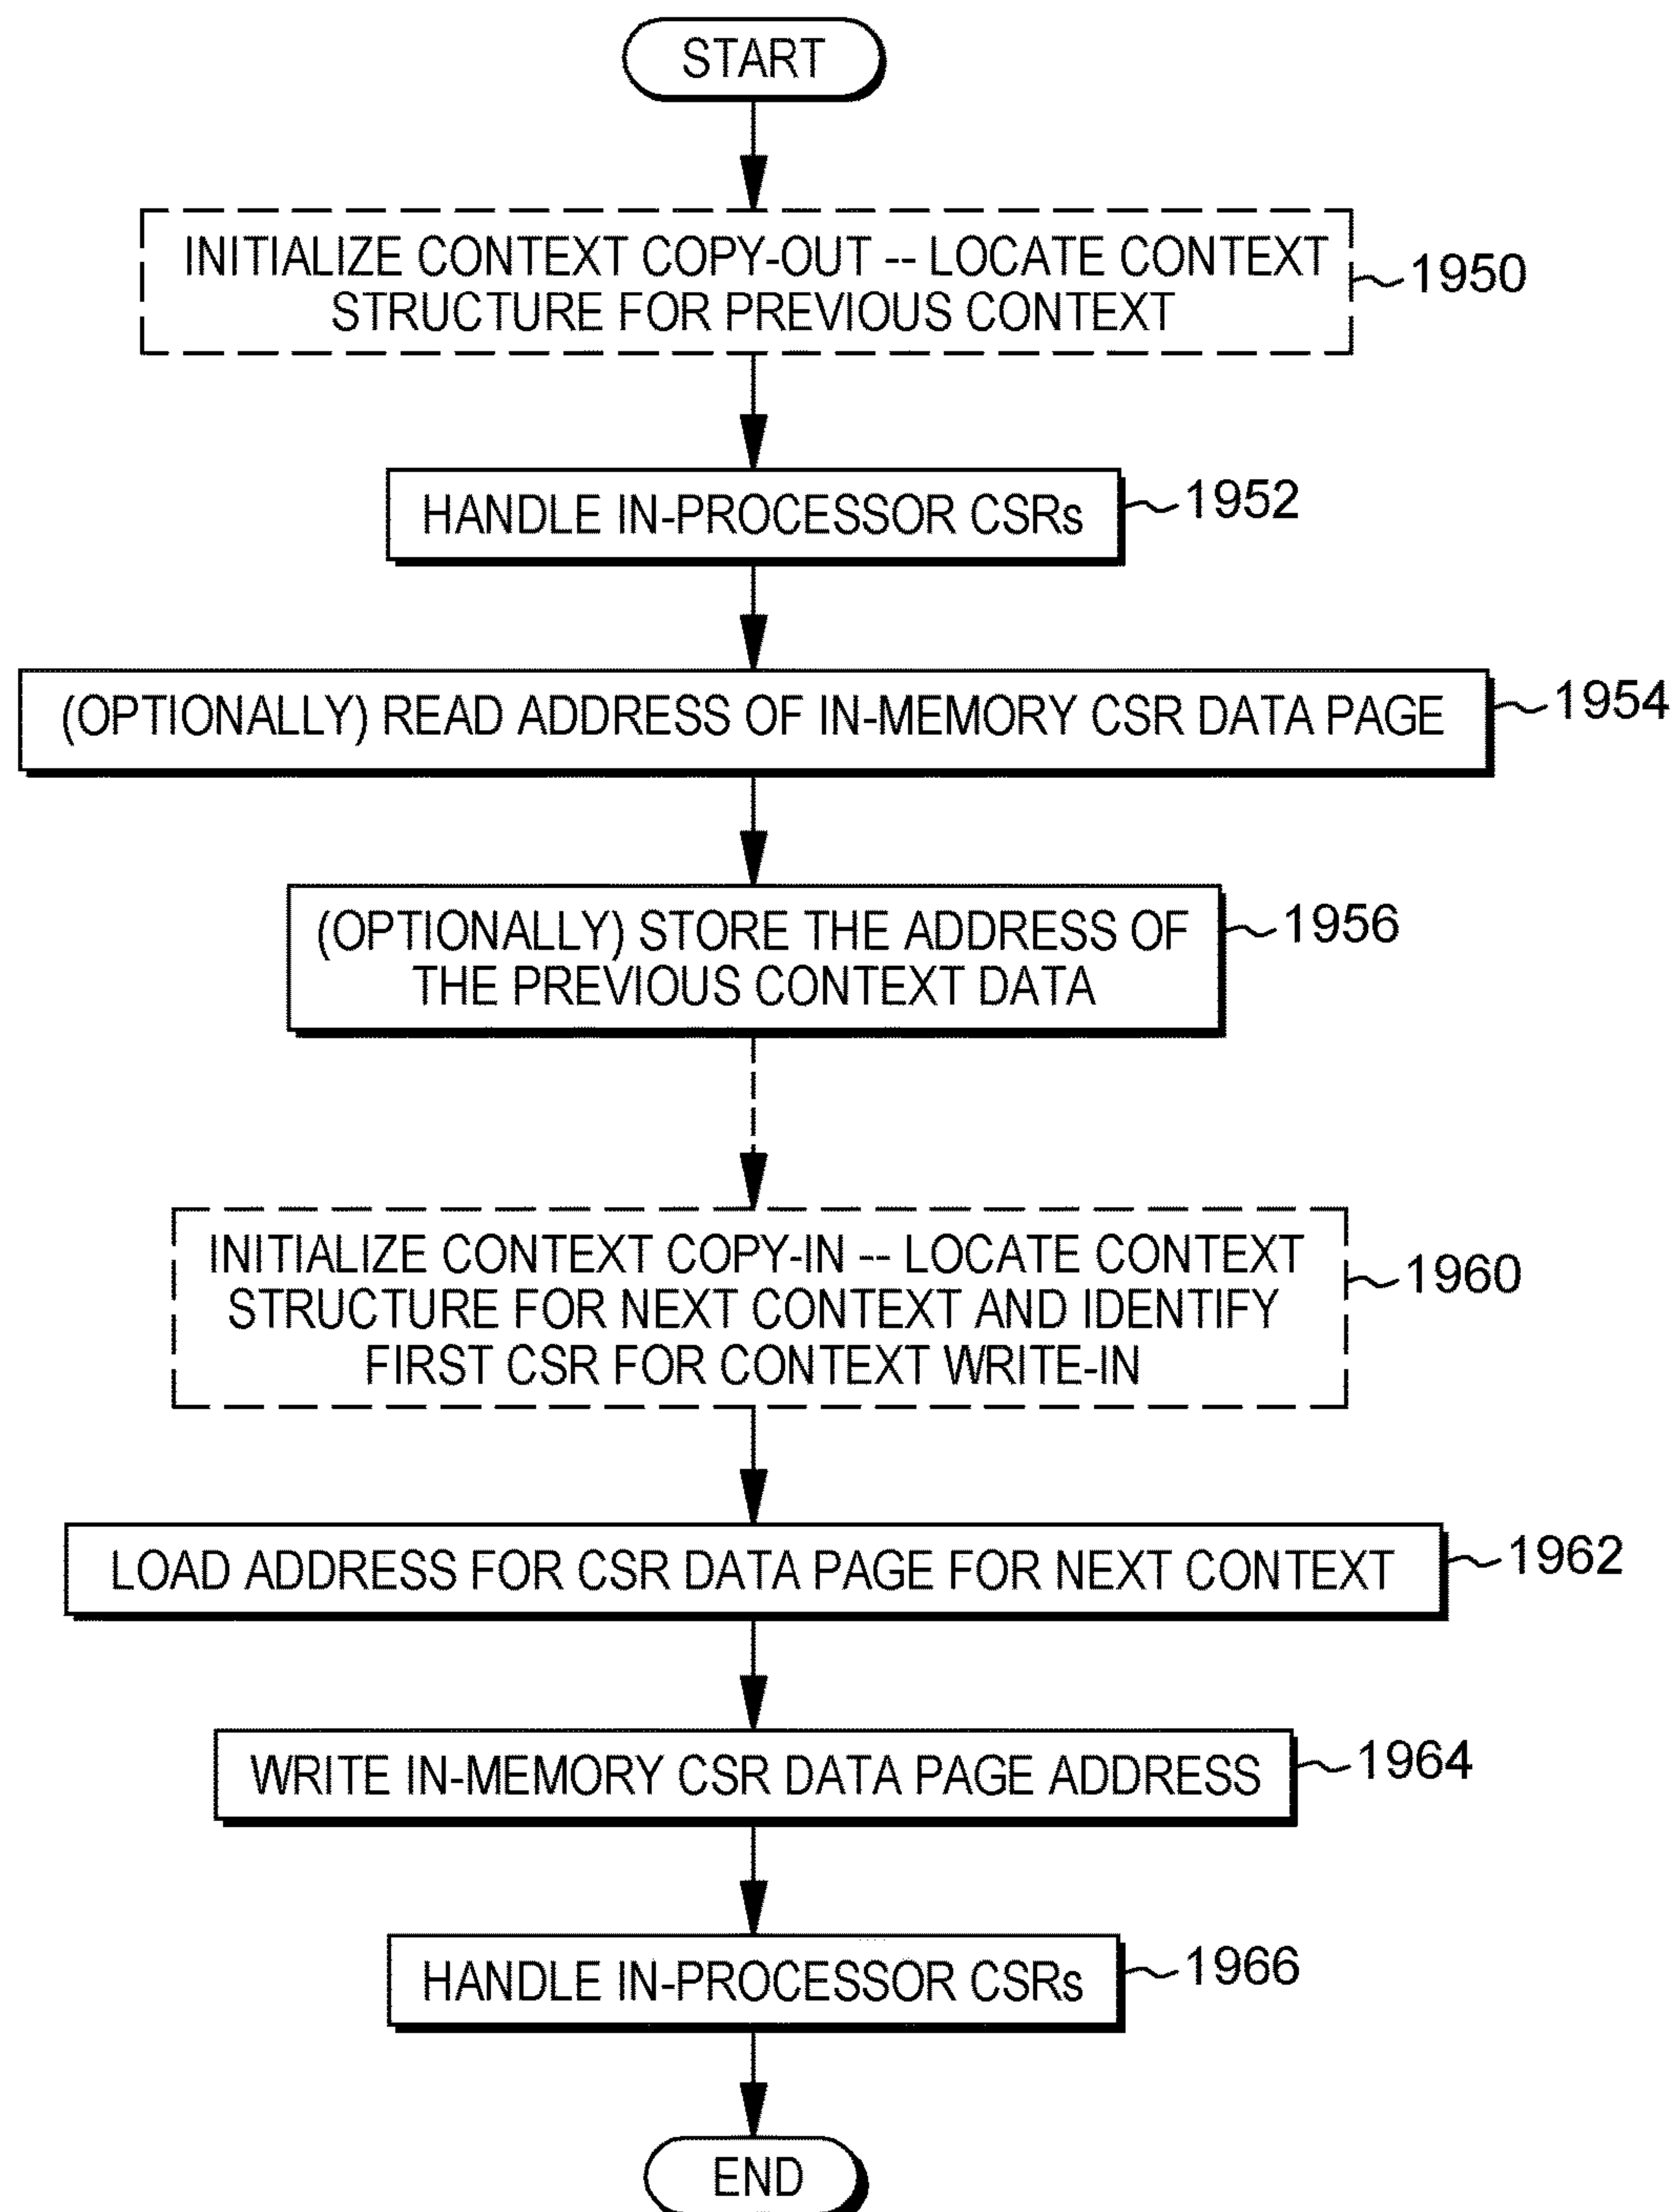 START
INITIALIZE CONTEXT COPY-OUT -- LOCATE CONTEXT
STRUCTURE FOR PREVIOUS CONTEXT
1950
HANDLE IN-PROCESSOR CSRs
1952
(OPTIONALLY) READ ADDRESS OF IN-MEMORY CSR DATA PAGE
1954
(OPTIONALLY) STORE THE ADDRESS OF
THE PREVIOUS CONTEXT DATA
1956
INITIALIZE CONTEXT COPY-IN -- LOCATE CONTEXT
STRUCTURE FOR NEXT CONTEXT AND IDENTIFY
FIRST CSR FOR CONTEXT WRITE-IN
1960
LOAD ADDRESS FOR CSR DATA PAGE FOR NEXT CONTEXT
1962
WRITE IN-MEMORY CSR DATA PAGE ADDRESS
1964
HANDLE IN-PROCESSOR CSRs
1966
END